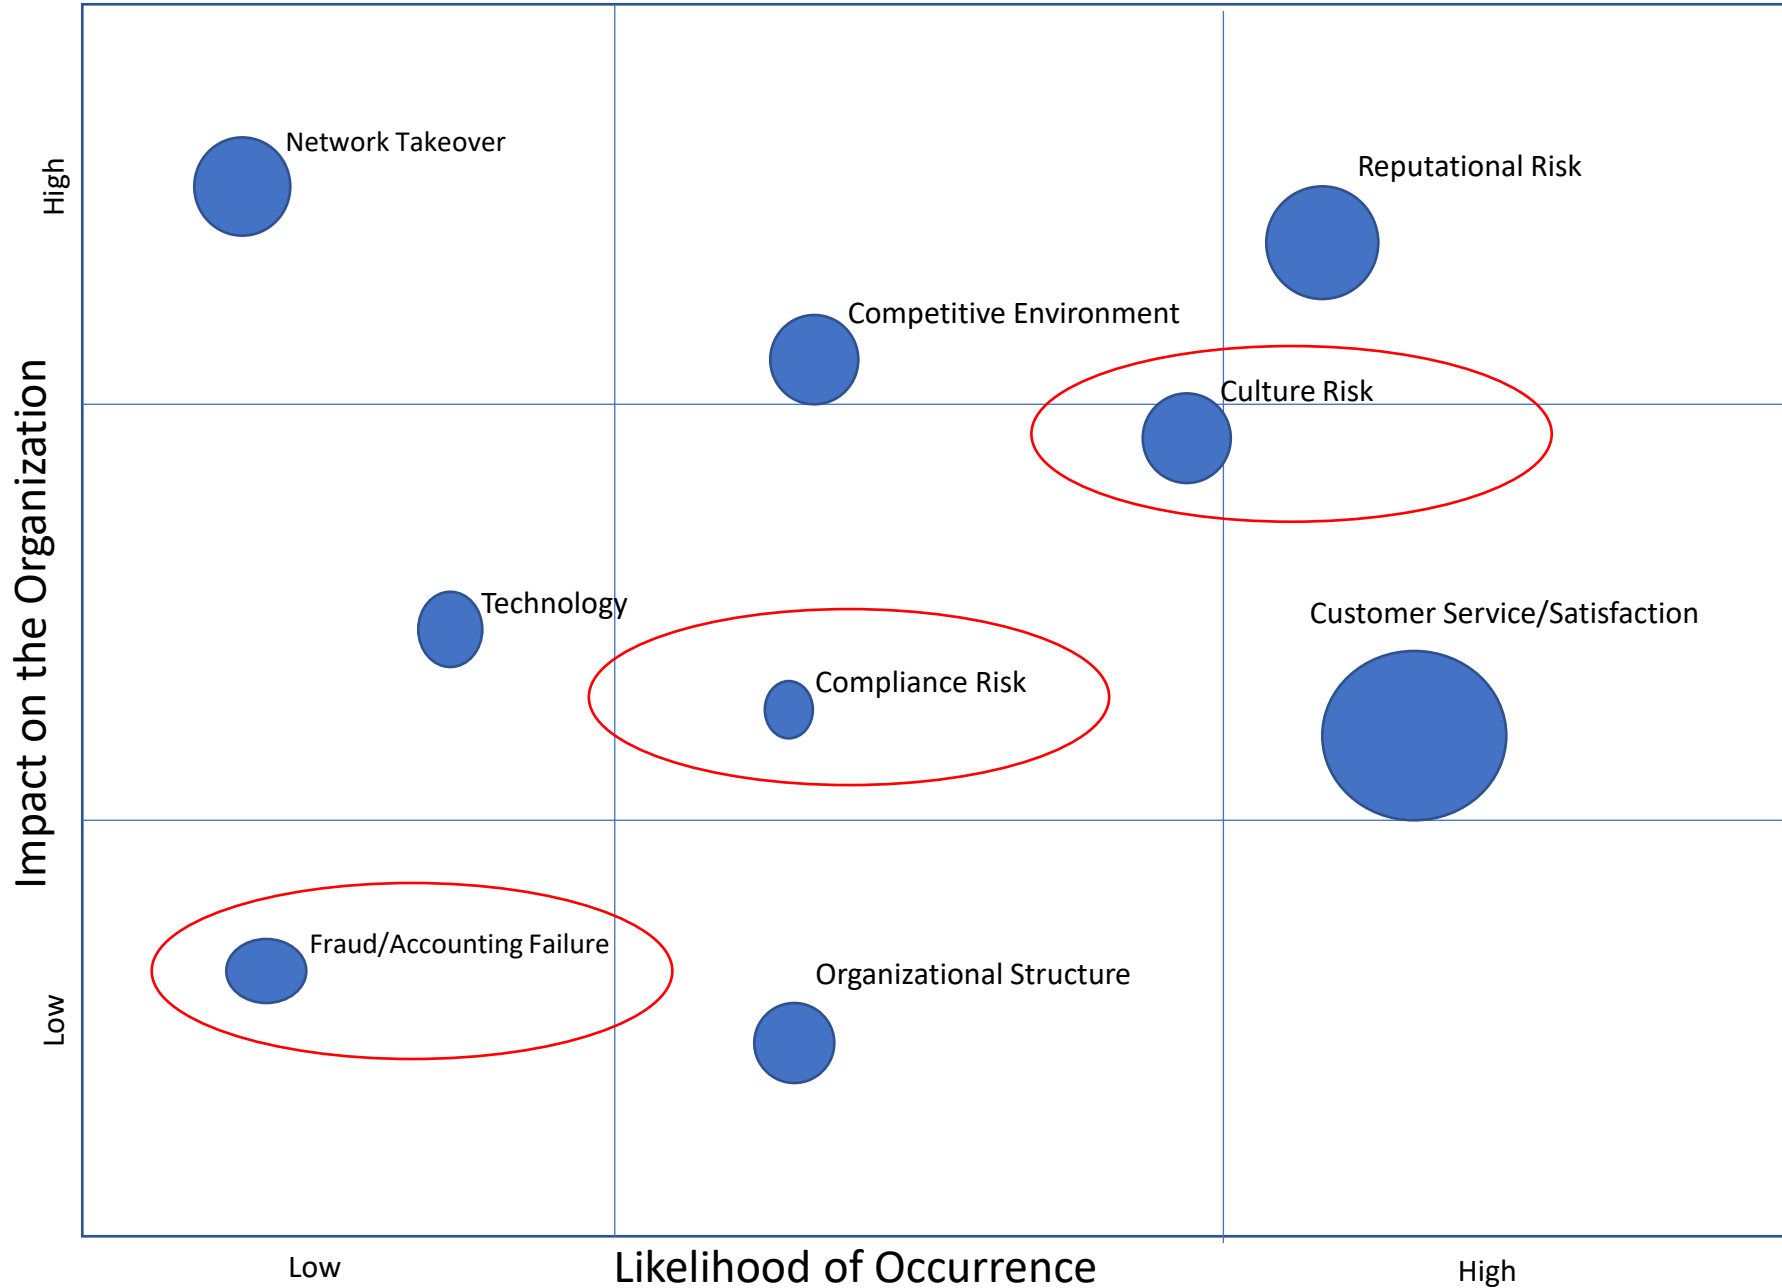 Network Takeover
Reputational Risk
High
Competitive Environment
Culture Risk
Impact on the Organization
Technology
Customer Service/Satisfaction
Compliance Risk
Fraud/Accounting Failure
Organizational Structure
Low
Low
Likelihood of Occurrence
High